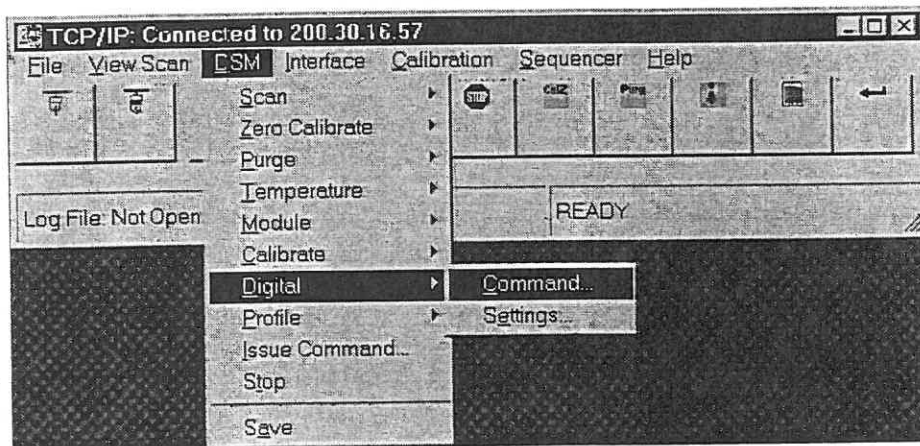 TCP/IP: Connected to 200.30.16.57
File View Scan DSM Interface Calibration Sequencer Help
STOP CalZ Purg
Scan
Zero Calibrate
Purge
Temperature
Module
Calibrate
Log File: Not Open
READY
Digital
Command...
Profile
Settings...
Issue Command...
Stop
Save